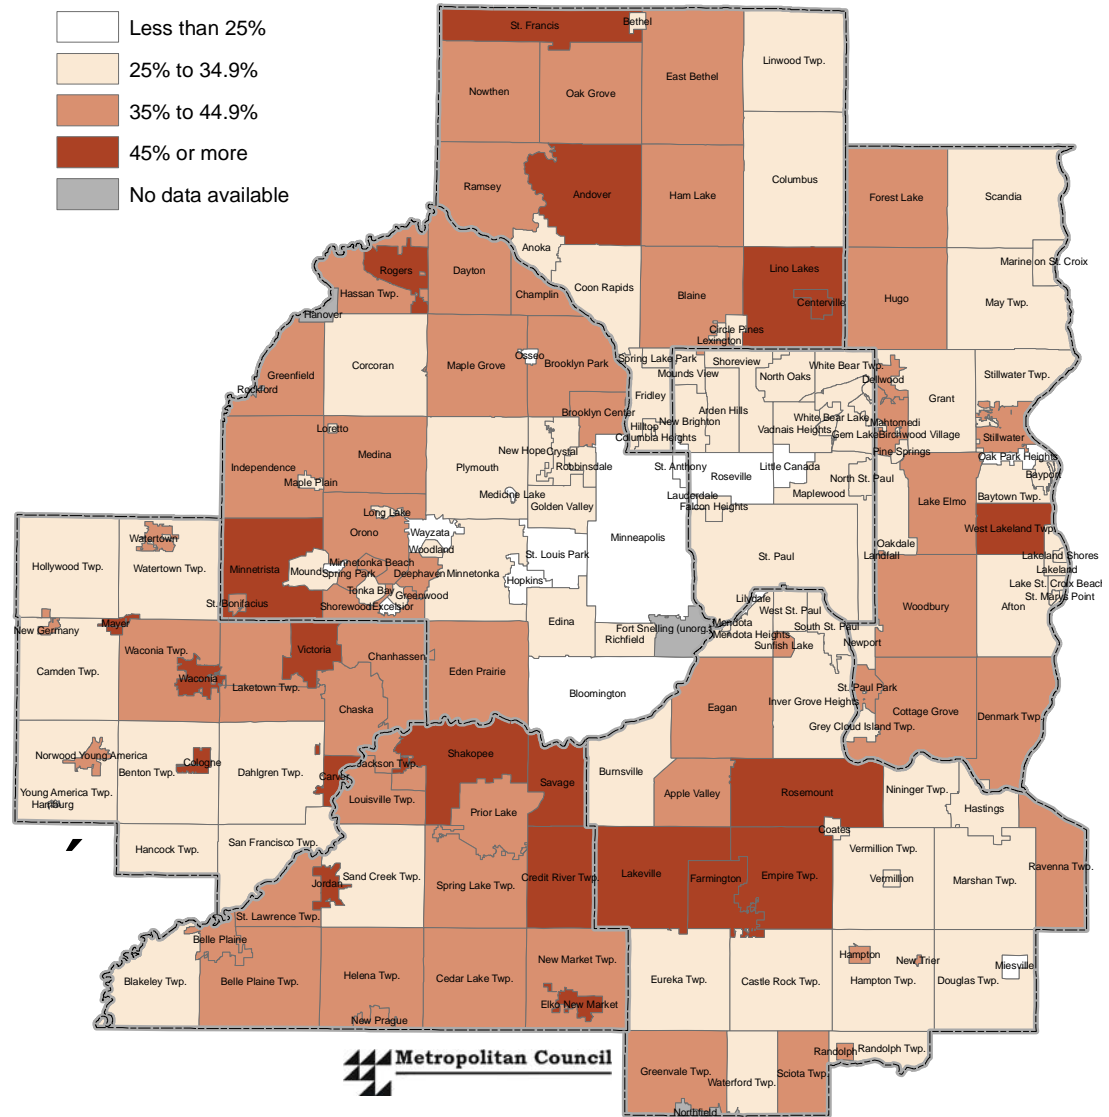 Less than 25%
25% to 34.9%
35% to 44.9%
45% or more
No data available
St. Francis
Bethel
Linwood Twp.
East Bethel
Nowthen
Oak Grove
Columbus
Ramsey
Andover
Ham Lake
Forest Lake
Scandia
Anoka
Marine on St. Croix
Rogers
Dayton
Lino Lakes
Coon Rapids
Hassan Twp.
Champlin
Blaine
Centerville
Hugo
May Twp.
Hanover
Circle Pines
Lexington
Osseo
Spring Lake Park
Shoreview
Corcoran
Maple Grove
Brooklyn Park
Mounds View
North Oaks
White Bear Twp.
Stillwater Twp.
Greenfield
Dellwood
Rockford
Fridley
Grant
Brooklyn Center
Arden Hills
White Bear Lake
Loretto
Hilltop
New Brighton
Vadnais Heights
Mahtomedi
Columbia Heights
Gem Lake
Birchwood Village
Stillwater
Medina
New Hope
Crystal
Pine Springs
Oak Park Heights
Independence
Plymouth
Robbinsdale
St. Anthony
Roseville
Little Canada
Bayport
Maple Plain
North St. Paul
Medicine Lake
Lauderdale
Maplewood
Baytown Twp.
Golden Valley
Falcon Heights
Lake Elmo
Long Lake
Orono
Wayzata
Minneapolis
West Lakeland Twp.
Watertown
Woodland
St. Louis Park
Oakdale
Hollywood Twp.
Watertown Twp.
Minnetrista
Mound
Minnetonka Beach
Spring Park
Deephaven
Minnetonka
Hopkins
St. Paul
Landfall
Lakeland Shores
Lakeland
Tonka Bay
Greenwood
Lake St. Croix Beach
St. Marys Point
St. Bonifacius
Shorewood
Excelsior
Lilydale
Woodbury
Afton
Mayer
West St. Paul
New Germany
Edina
Fort Snelling (unorg.)
Mendota
South St. Paul
Richfield
Mendota Heights
Sunfish Lake
Newport
Waconia Twp.
Victoria
Chanhassen
Camden Twp.
Waconia
Laketown Twp.
Eden Prairie
St. Paul Park
Bloomington
Chaska
Eagan
Inver Grove Heights
Cottage Grove
Denmark Twp.
Grey Cloud Island Twp.
Norwood Young America
Cologne
Shakopee
Benton Twp.
Dahlgren Twp.
Carver
Jackson Twp.
Burnsville
Savage
Young America Twp.
Louisville Twp.
Apple Valley
Rosemount
Nininger Twp.
Hamburg
Prior Lake
Hastings
Coates
Hancock Twp.
San Francisco Twp.
Vermillion Twp.
Ravenna Twp.
Jordan
Sand Creek Twp.
Spring Lake Twp.
Credit River Twp.
Lakeville
Farmington
Empire Twp.
Vermillion
Marshan Twp.
St. Lawrence Twp.
Belle Plaine
Hampton
New Trier
Miesville
Blakeley Twp.
Belle Plaine Twp.
Helena Twp.
Cedar Lake Twp.
New Market Twp.
Eureka Twp.
Castle Rock Twp.
Hampton Twp.
Douglas Twp.
Elko New Market
New Prague
Randolph
Randolph Twp.
Metropolitan Council
Greenvale Twp.
Waterford Twp.
Sciota Twp.
Northfield